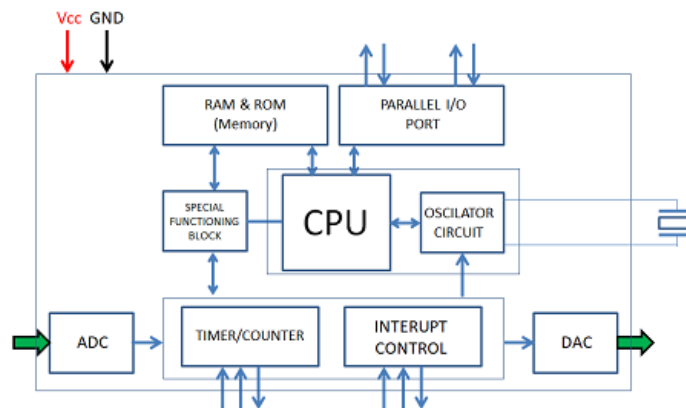 Vcc GND
RAM & ROM
(Memory)
PARALLEL I/O
PORT
SPECIAL
FUNCTIONING
BLOCK
CPU
OSCILATOR
CIRCUIT
ADC
TIMER/COUNTER
INTERUPT
CONTROL
DAC